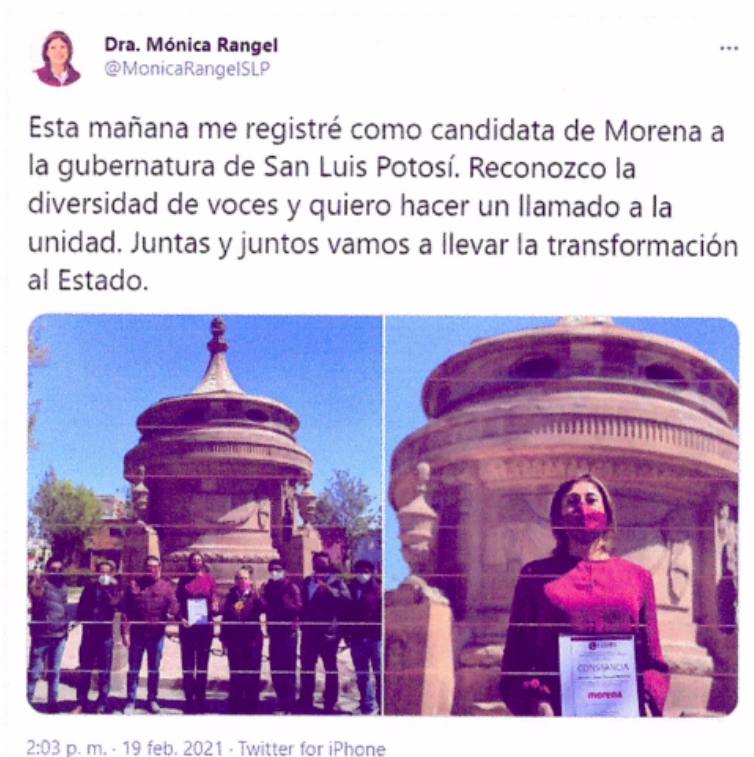 Dra. Mónica Rangel
@MonicaRangelSLP
Esta mañana me registré como candidata de Morena a
la gubernatura de San Luis Potosí. Reconozco la
diversidad de voces y quiero hacer un llamado a la
unidad. Juntas y juntos vamos a llevar la transformación
al Estado.
CONSTANCIA
morena
2:03 p. m. · 19 feb. 2021 · Twitter for iPhone